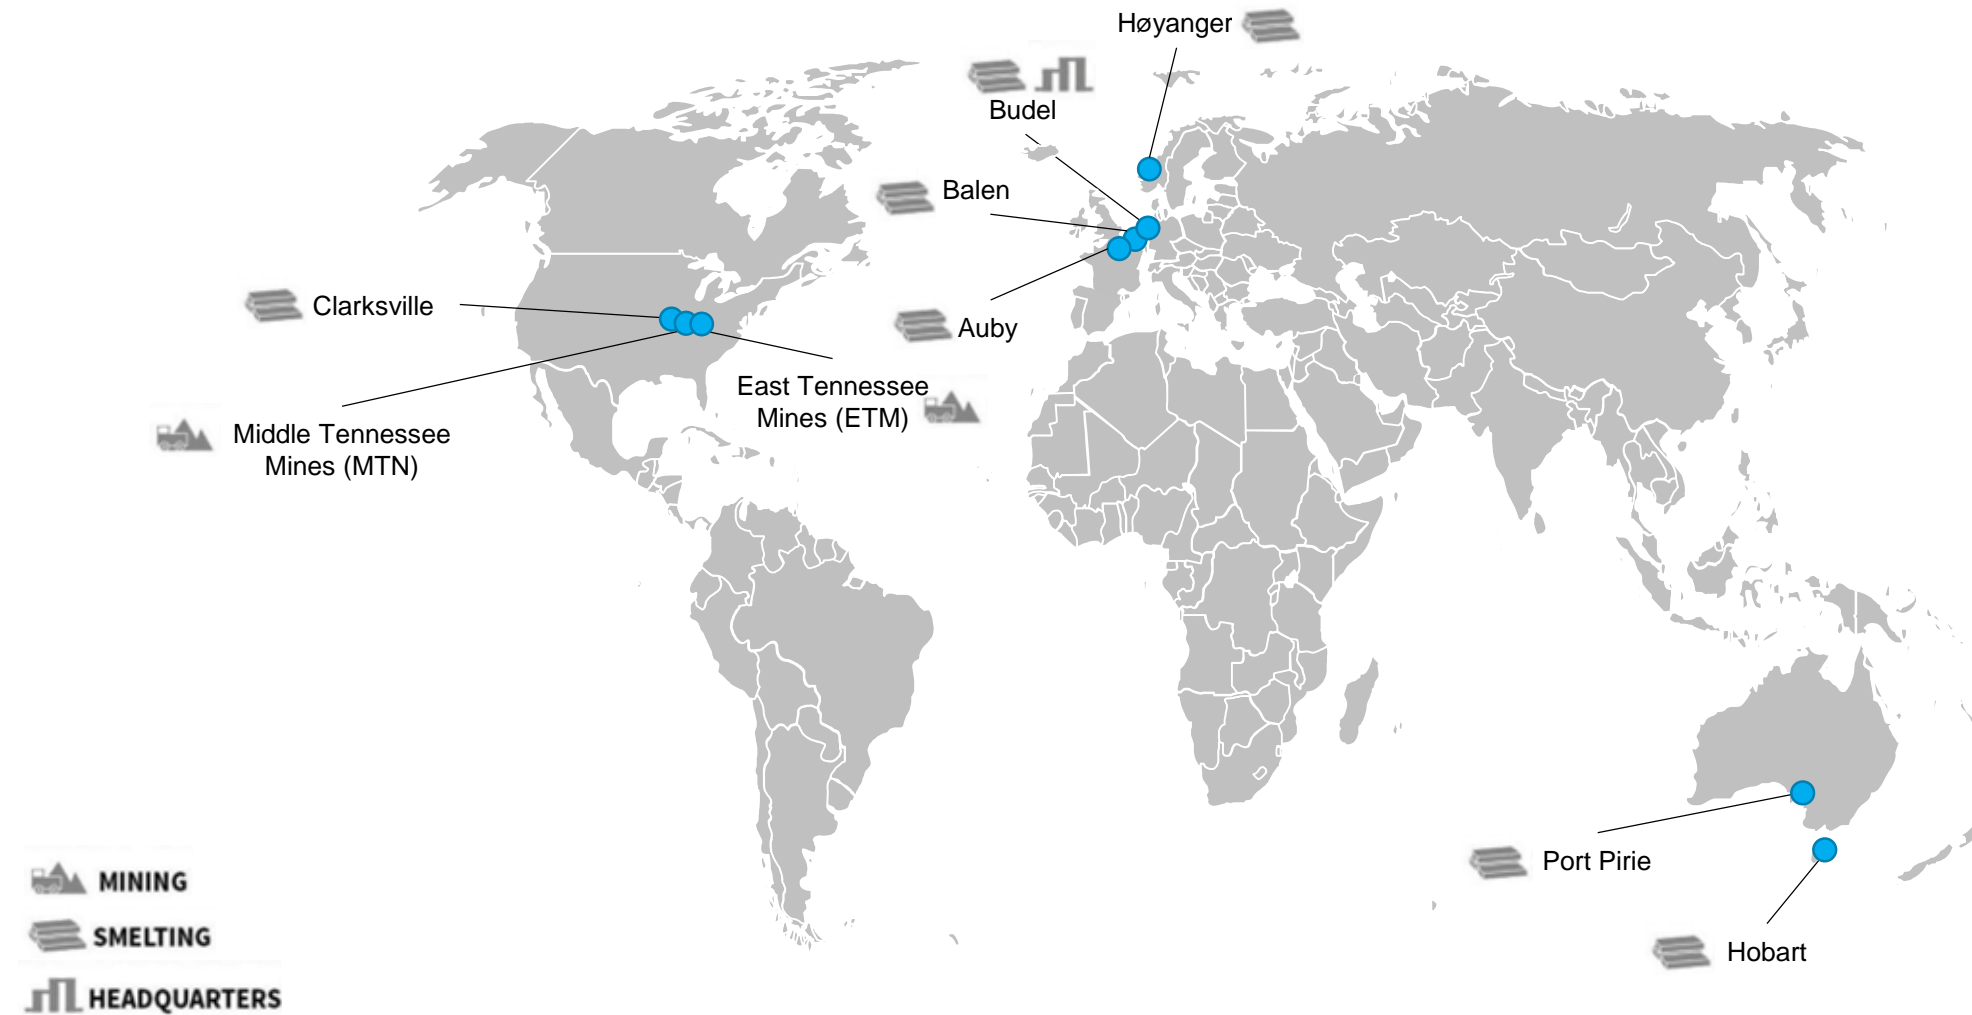 Høyanger
Budel
Balen
Clarksville
Auby
East Tennessee
Mines (ETM)
Middle Tennessee
Mines (MTN)
Port Pirie
Hobart
MINING
SMELTING
HEADQUARTERS